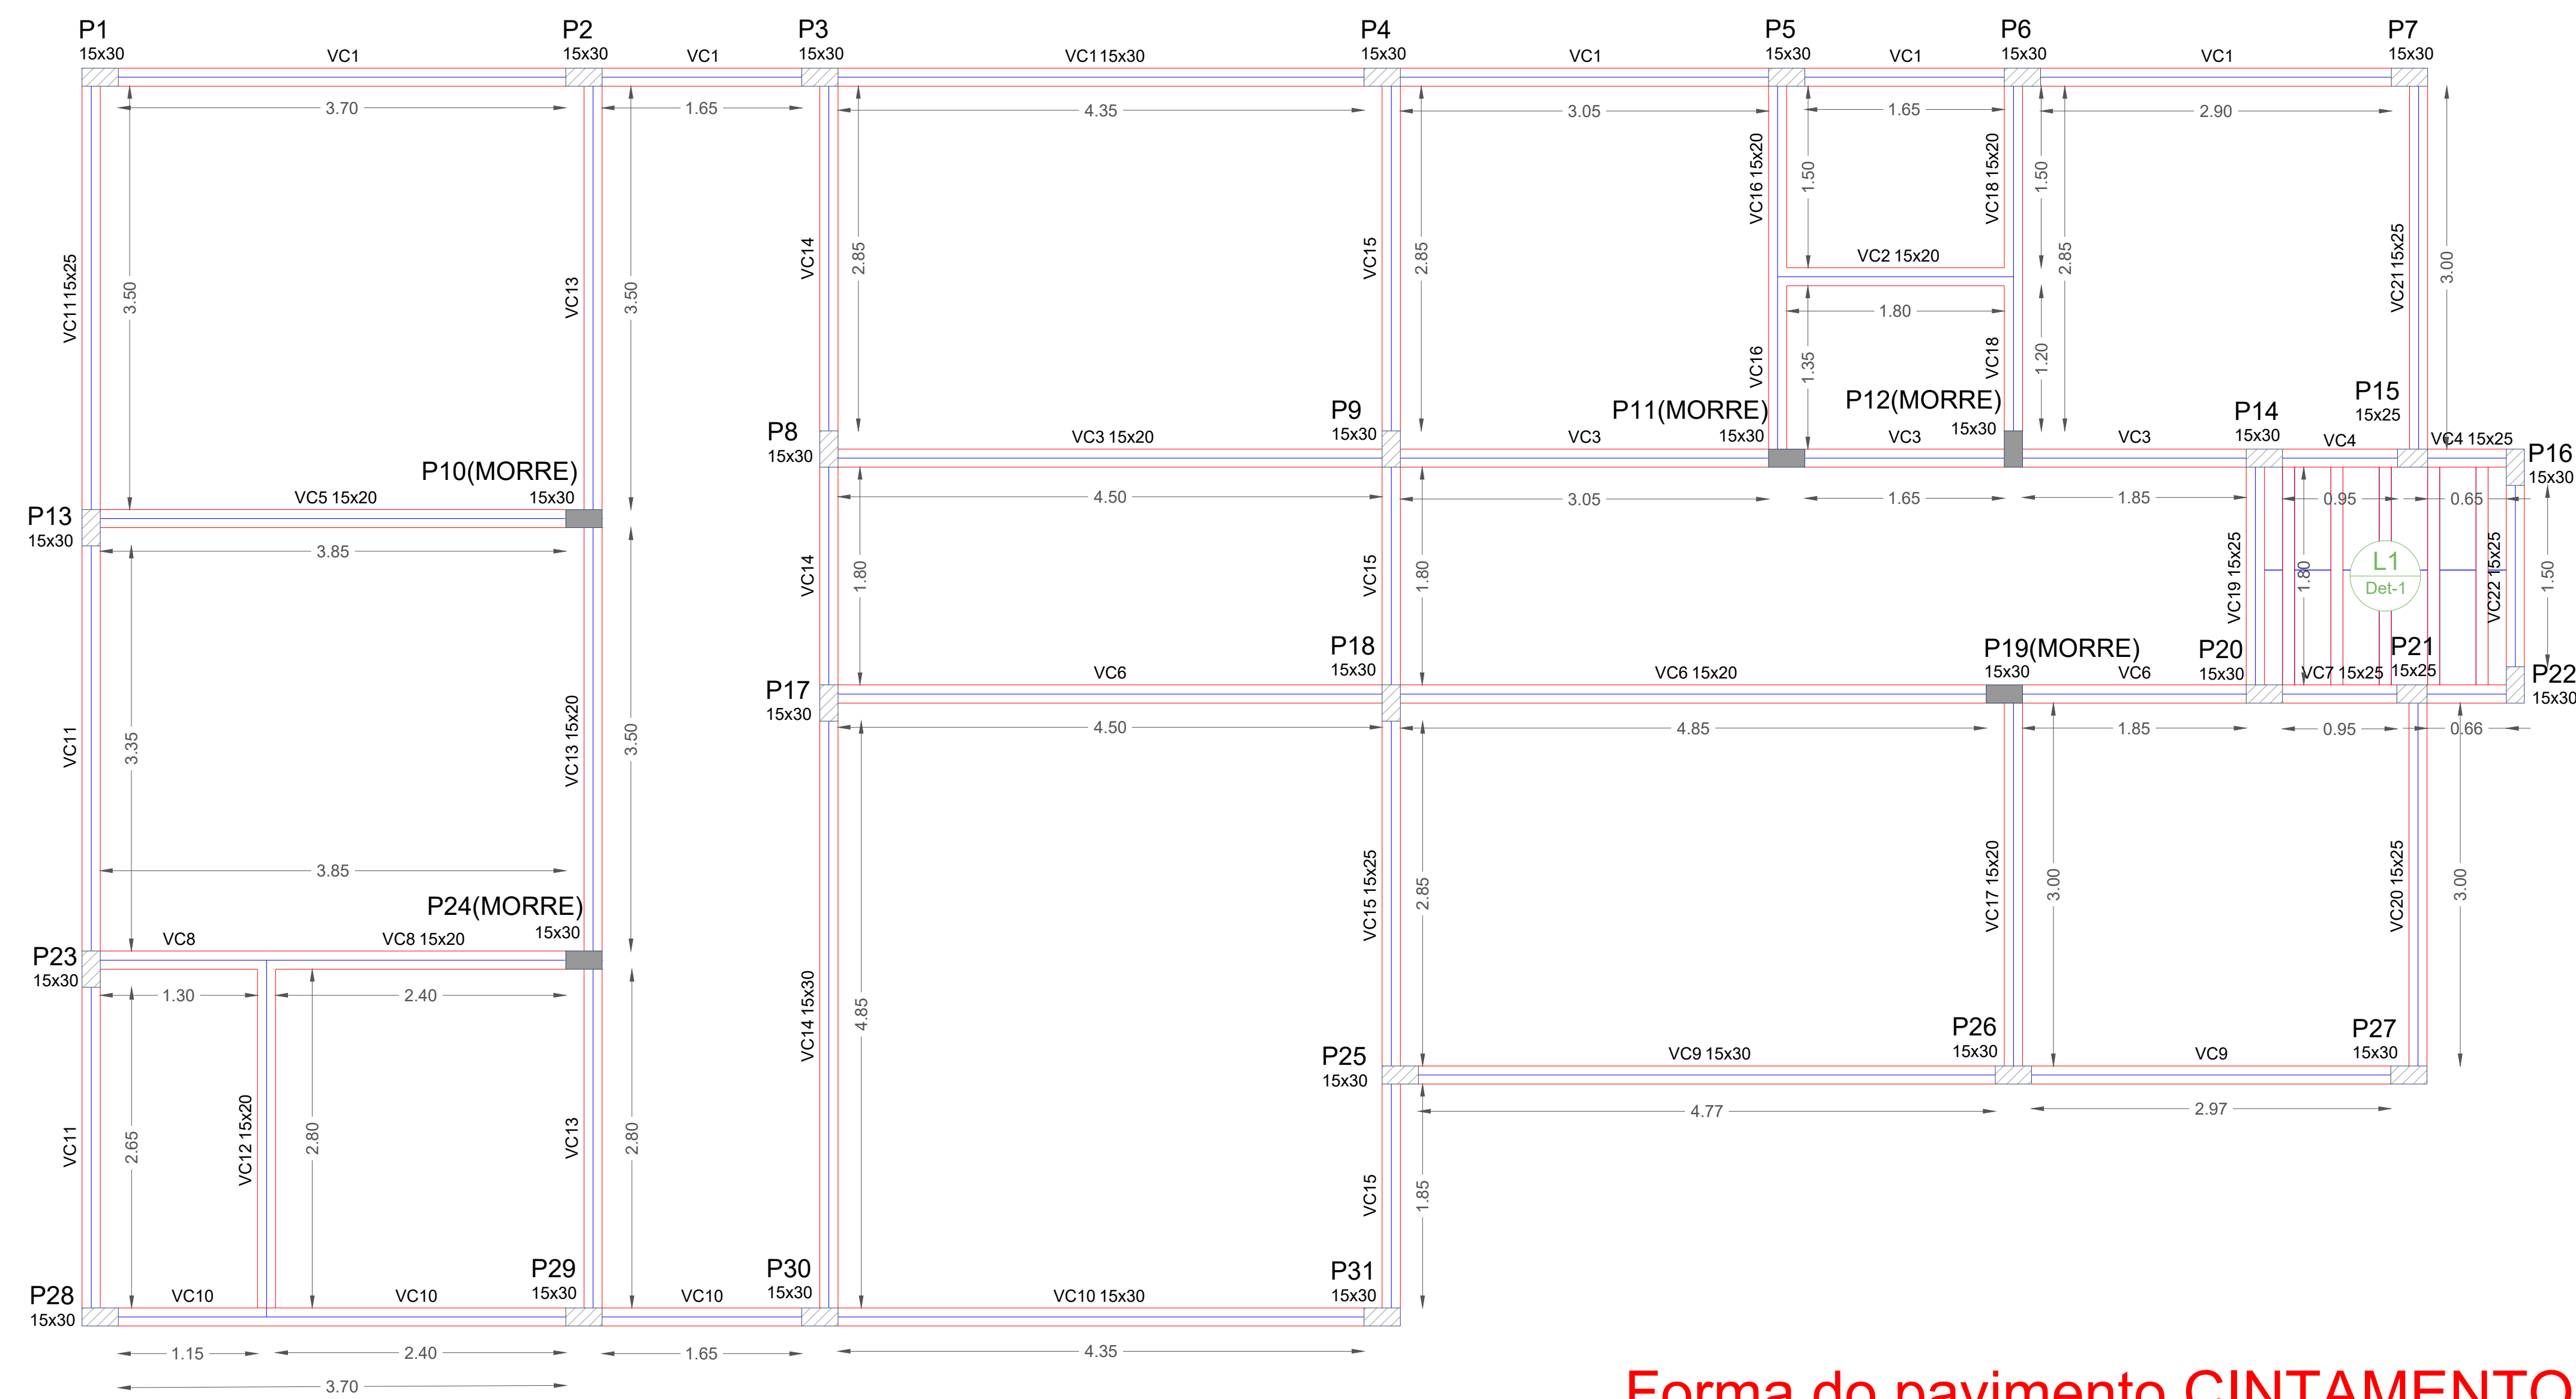 P1
15x30
P2
15x30
P3
15x30
P4
15x30
P5
15x30
P6
15x30
P7
15x30
VC1
VC1
VC1 15x30
VC1
VC1
VC1
3.70
1.65
4.35
3.05
1.65
2.90
VC11 15x25
3.50
VC13
3.50
VC14
2.85
VC15
2.85
VC16 15x20
1.50
VC18 15x20
1.50
2.85
VC21 15x25
3.00
VC2 15x20
1.80
VC16
1.35
VC18
1.20
P8
15x30
VC3 15x20
P9
15x30
VC3
P11(MORRE)
15x30
VC3
P12(MORRE)
15x30
VC3
P14
15x30
VC4
P15
15x25
VC4 15x25
P16
15x30
P10(MORRE)
15x30
VC5 15x20
P13
15x30
3.85
4.50
3.05
1.65
1.85
0.95
0.65
VC14
1.80
VC15
1.80
VC19 15x25
1.80
L1
Det-1
VC22 15x25
1.50
P17
15x30
VC6
P18
15x30
VC6 15x20
P19(MORRE)
15x30
VC6
P20
15x30
VC7 15x25
P21
15x25
P22
15x30
4.50
4.85
1.85
0.95
0.66
VC11
3.35
VC13 15x20
3.50
3.85
P24(MORRE)
15x30
VC8
VC8 15x20
P23
15x30
1.30
2.40
VC14 15x30
4.85
VC15 15x25
2.85
VC17 15x20
3.00
VC20 15x25
3.00
P25
15x30
VC9 15x30
P26
15x30
VC9
P27
15x30
4.77
2.97
VC11
2.65
VC12 15x20
2.80
VC13
2.80
VC15
1.85
P28
15x30
VC10
VC10
P29
15x30
VC10
P30
15x30
VC10 15x30
P31
15x30
1.15
2.40
1.65
4.35
3.70
Forma do pavimento CINTAMENTO